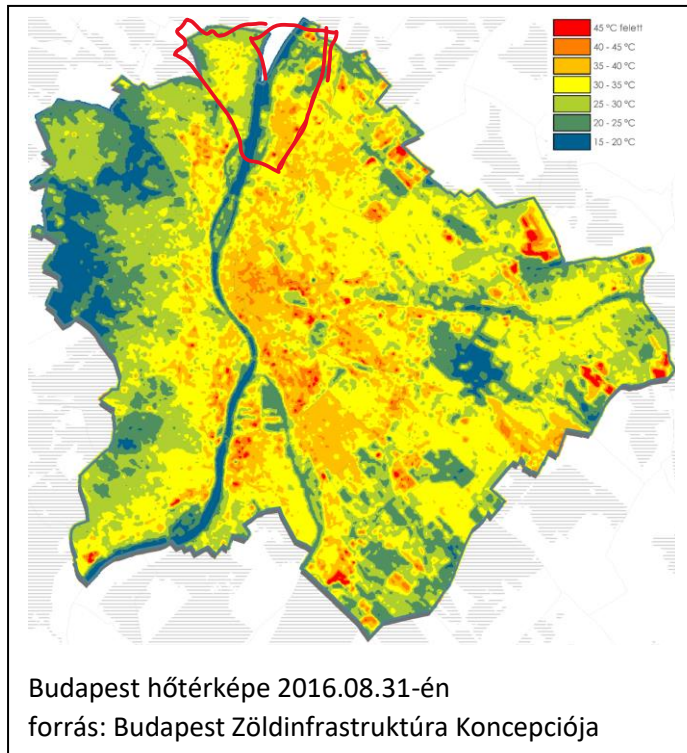 45 °C felett
40 - 45 °C
35 - 40 °C
30 - 35 °C
25 - 30 °C
20 - 25 °C
15 - 20 °C
Budapest hőtérképe 2016.08.31-én
forrás: Budapest Zöldinfrastruktúra Koncepciója